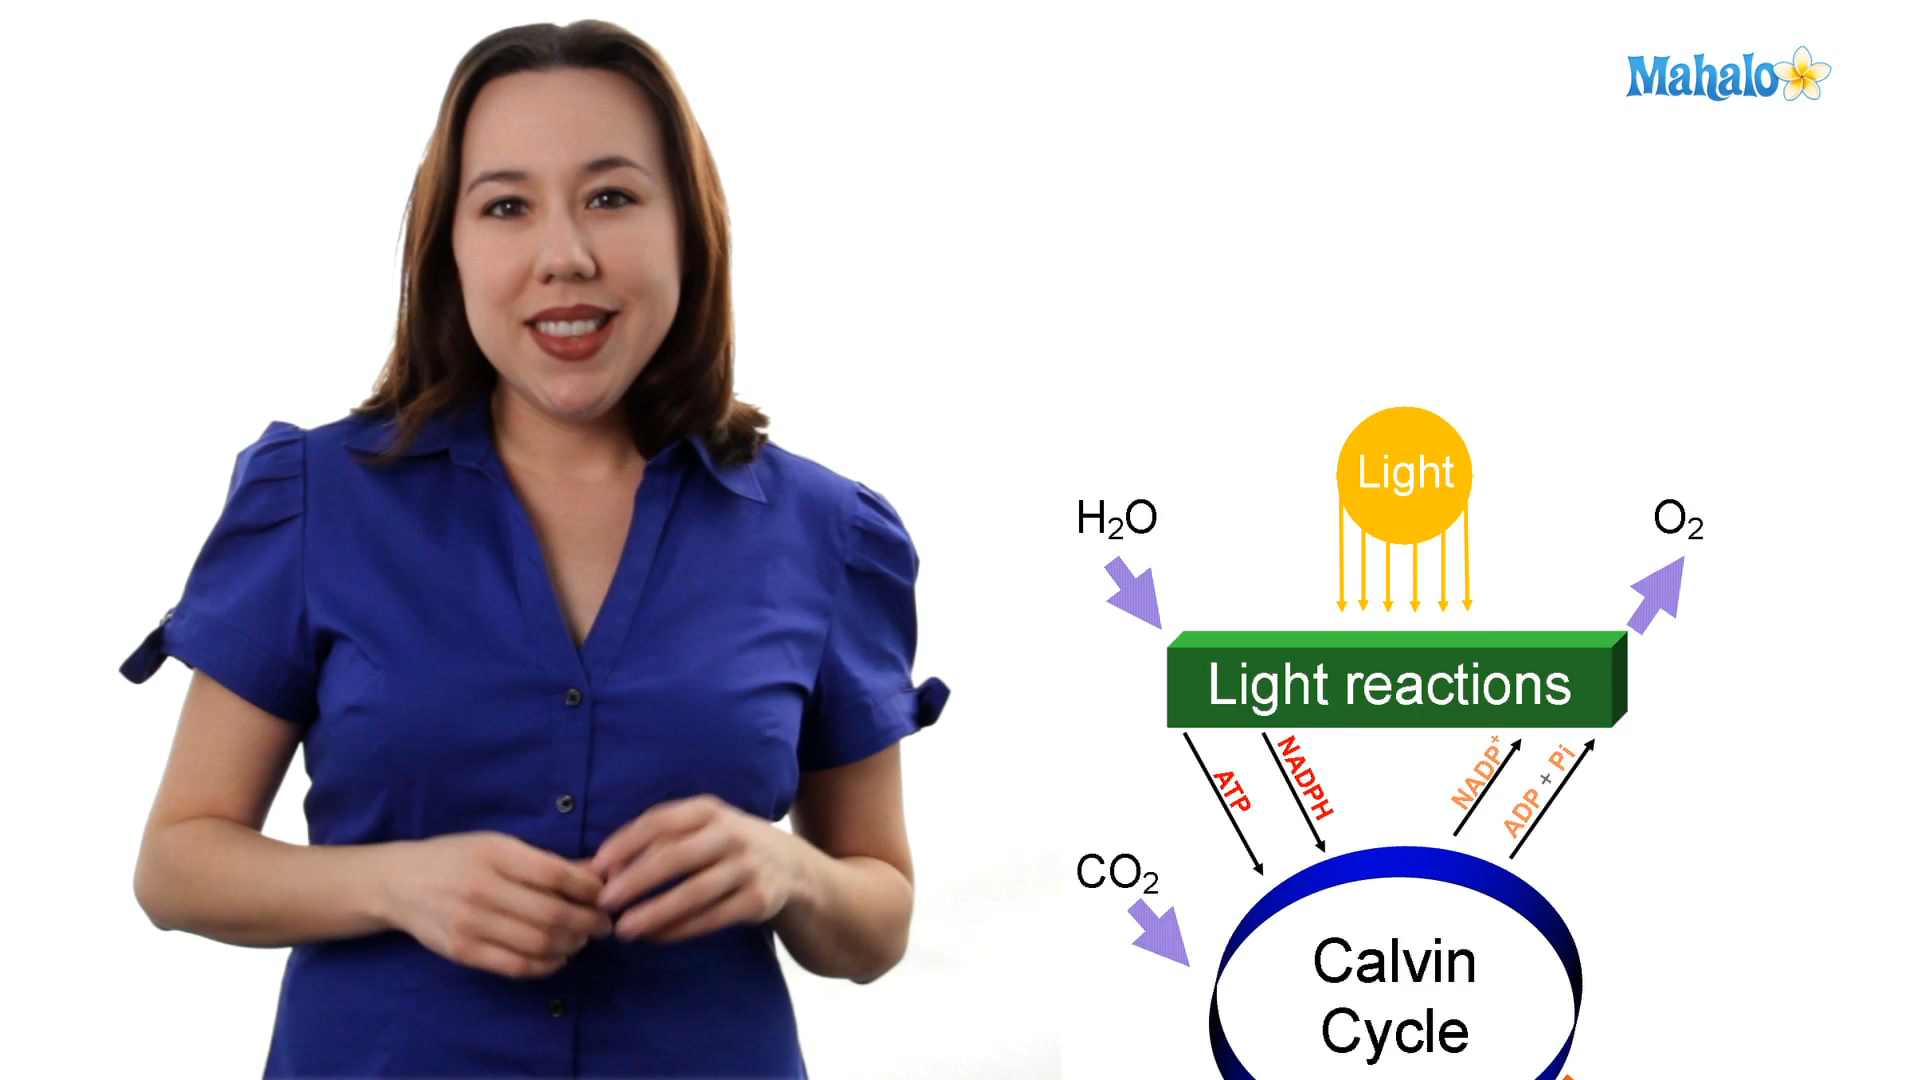 Mahalo
Light
H₂O
O₂
Light reactions
ATP
NADPH
NADP⁺
ADP + Pi
CO₂
Calvin
Cycle